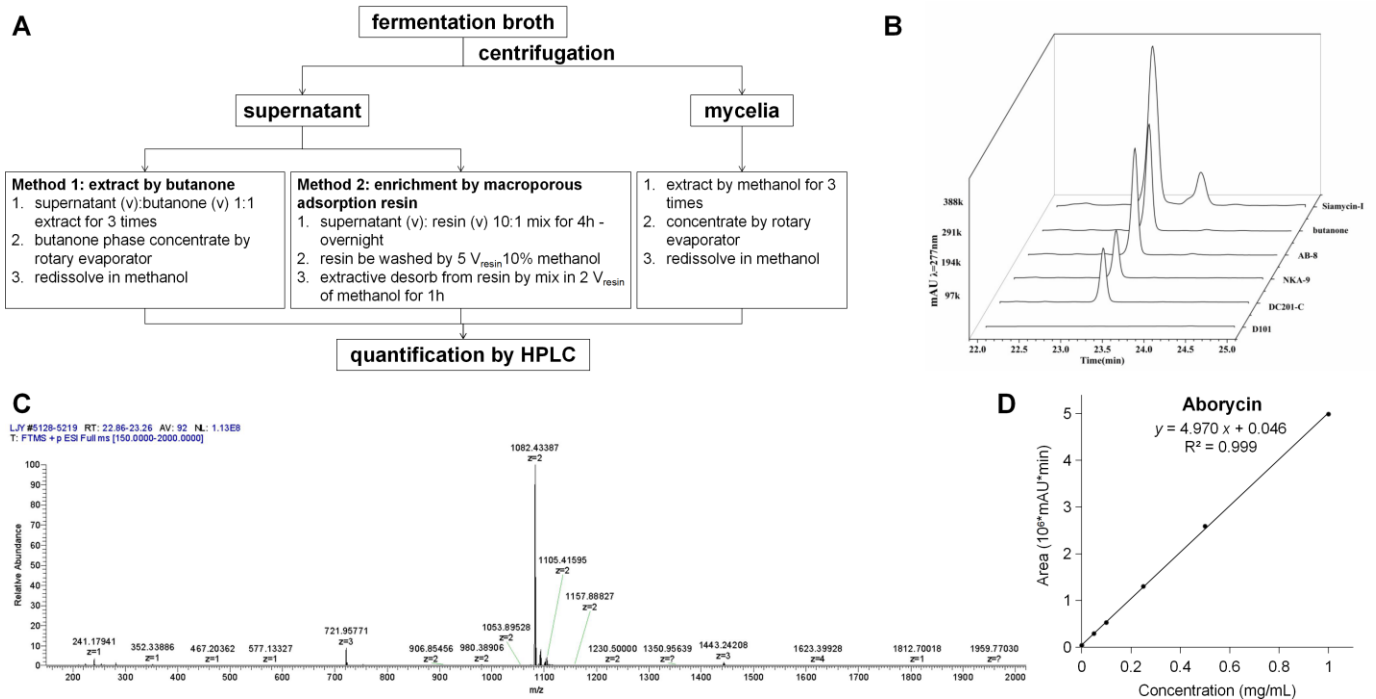 A
fermentation broth
centrifugation
supernatant
mycelia
Method 1: extract by butanone
1. supernatant (v):butanone (v) 1:1
extract for 3 times
2. butanone phase concentrate by
rotary evaporator
3. redissolve in methanol
Method 2: enrichment by macroporous
adsorption resin
1. supernatant (v): resin (v) 10:1 mix for 4h -
overnight
2. resin be washed by 5 Vresin10% methanol
3. extractive desorb from resin by mix in 2 Vresin
of methanol for 1h
1. extract by methanol for 3
times
2. concentrate by rotary
evaporator
3. redissolve in methanol
quantification by HPLC
B
mAU λ=277nm
388k
291k
194k
97k
Siamycin-I
butanone
AB-8
NKA-9
DC201-C
D101
22.0 22.5 23.0 23.5 24.0 24.5 25.0
Time(min)
C
LJY #5128-5219 RT: 22.86-23.26 AV: 92 NL: 1.13E8
T: FTMS + p ESI Full ms [150.0000-2000.0000]
Relative Abundance
100
90
80
70
60
50
40
30
20
10
0
241.17941
z=1
352.33886
z=1
467.20362
z=1
577.13327
z=1
721.95771
z=3
906.85456
z=2
980.38906
z=2
1053.89528
z=2
1082.43387
z=2
1105.41595
z=2
1157.88827
z=2
1230.50000
z=2
1350.95639
z=?
1443.24208
z=3
1623.39928
z=4
1812.70018
z=1
1959.77030
z=?
200 400 600 800 1000 1200 1400 1600 1800 2000
m/z
D
Aborycin
y = 4.970 x + 0.046
R² = 0.999
Area (10⁶*mAU*min)
5
4
3
2
1
0
0 0.2 0.4 0.6 0.8 1
Concentration (mg/mL)